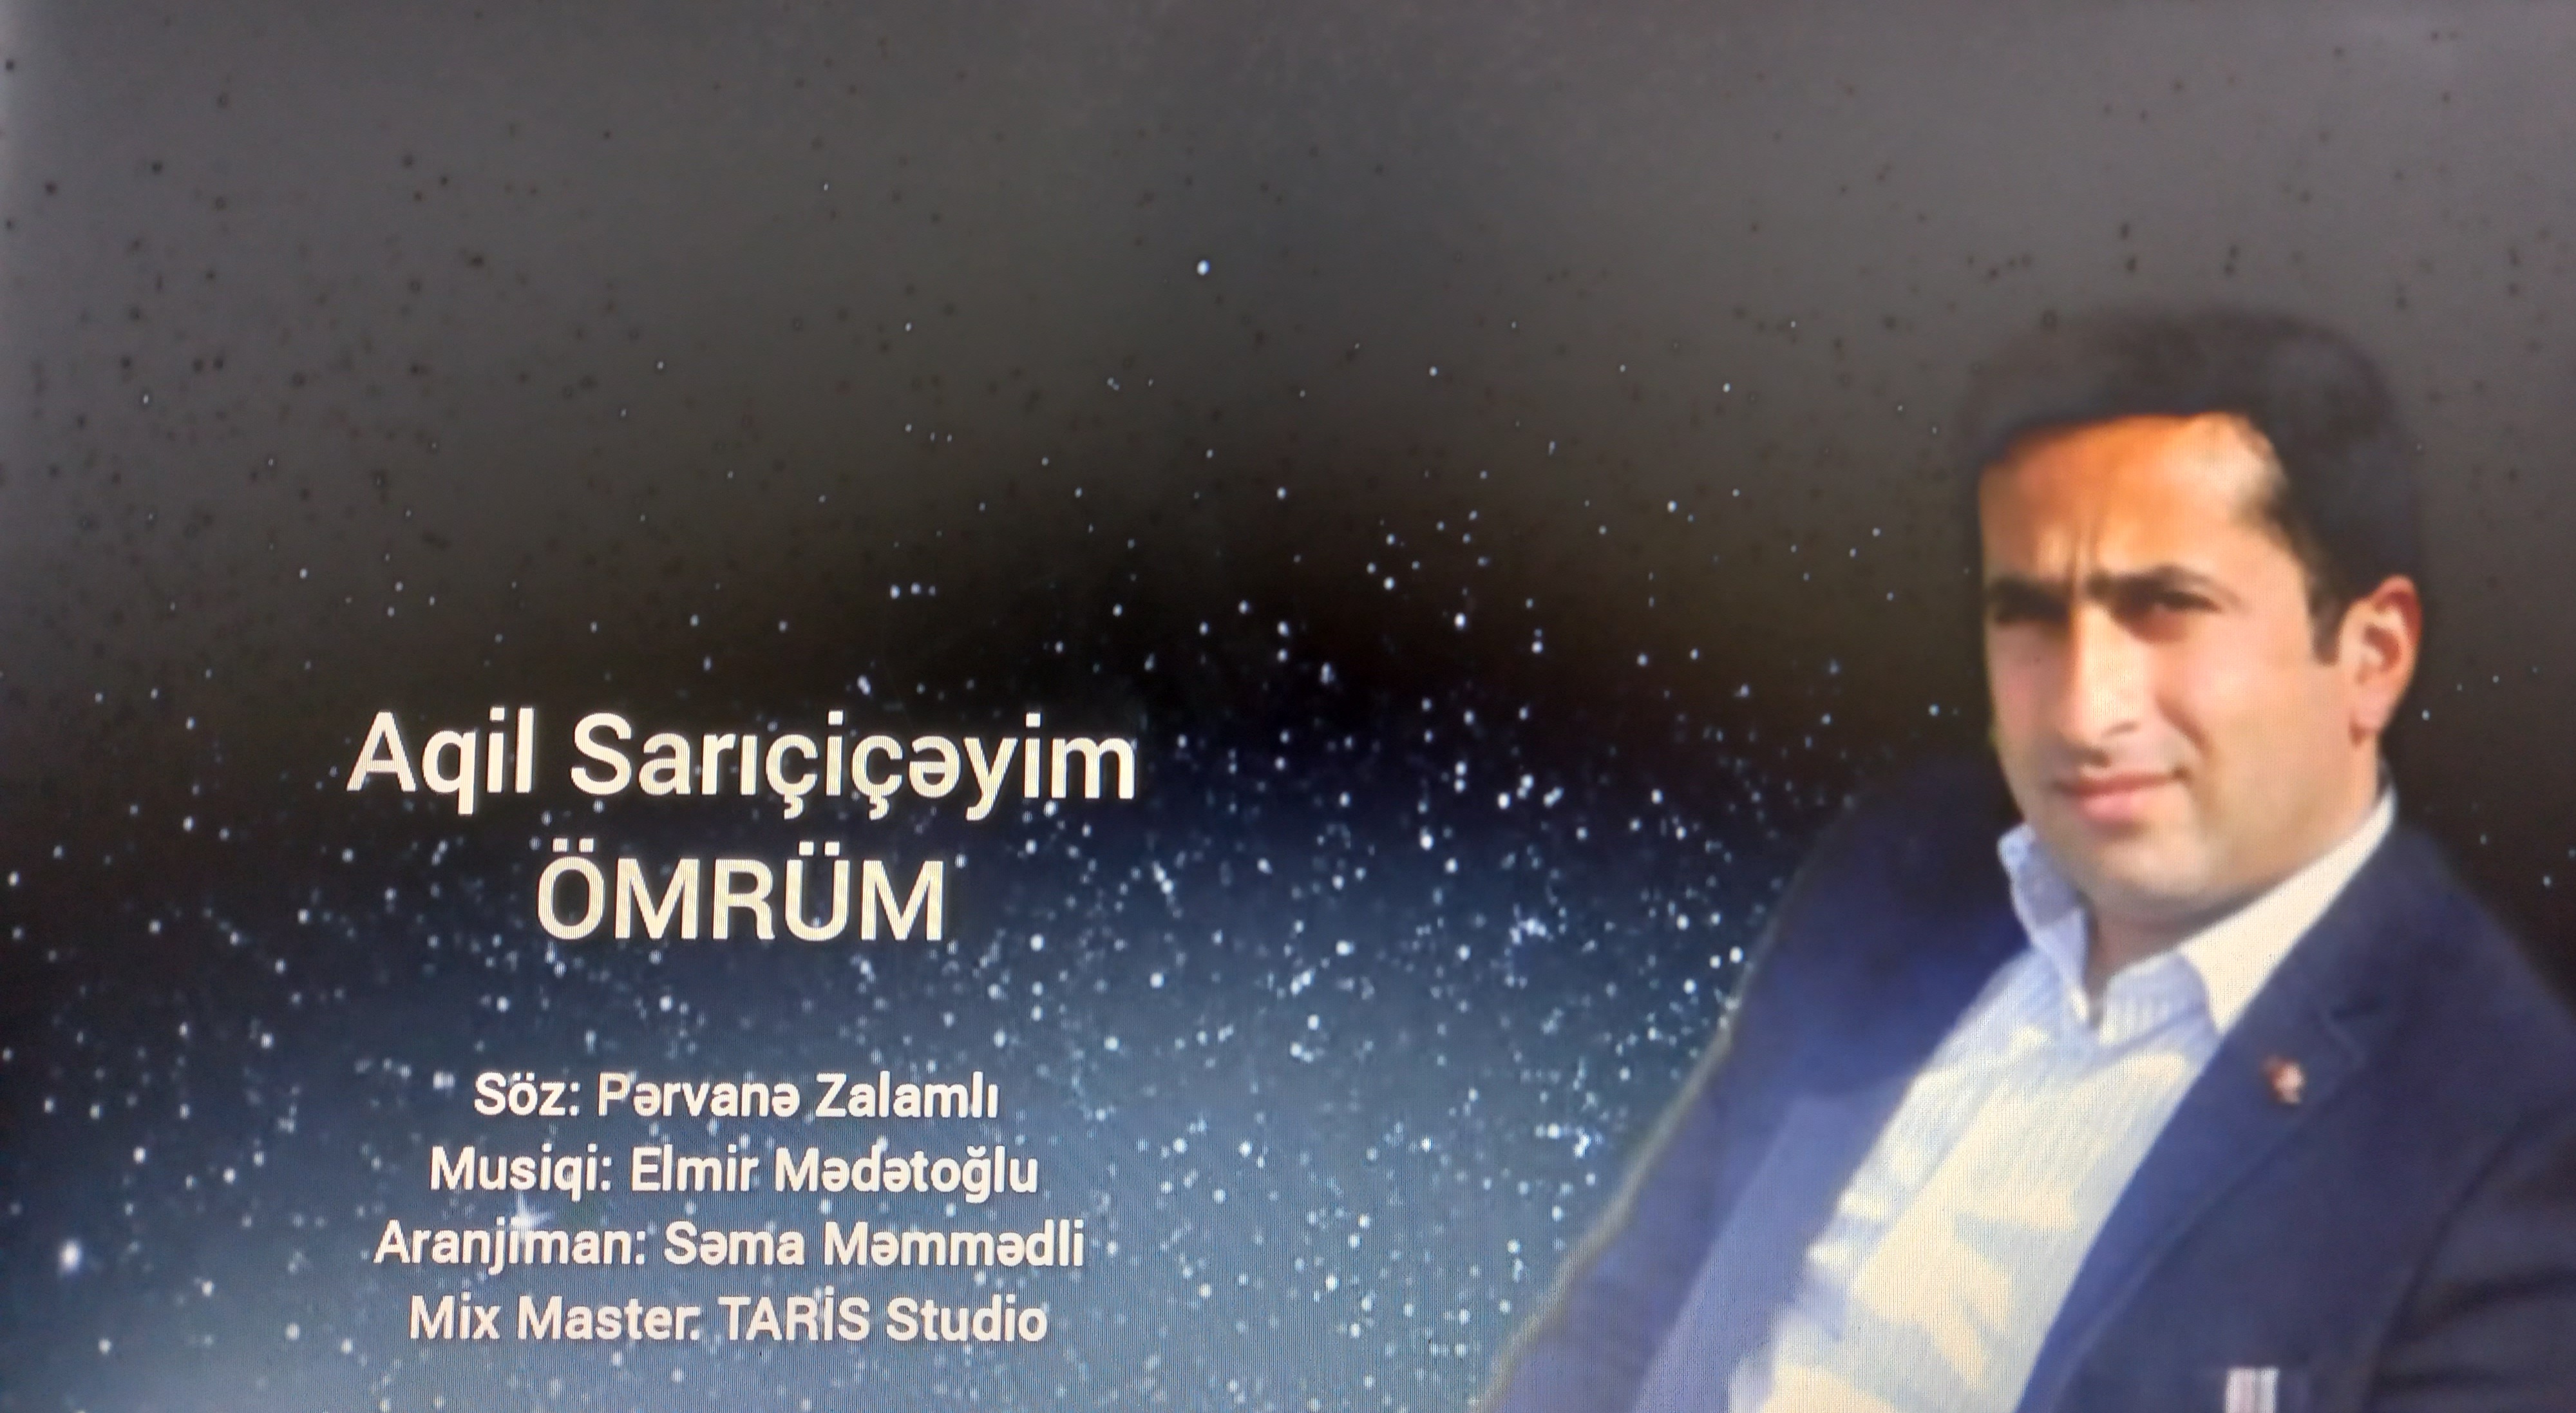 Aqil Sarıçiçəyim
ÖMRÜM
Söz: Pərvanə Zalamlı
Musiqi: Elmir Mədətoğlu
Aranjiman: Səma Məmmədli
Mix Master: TARİS Studio